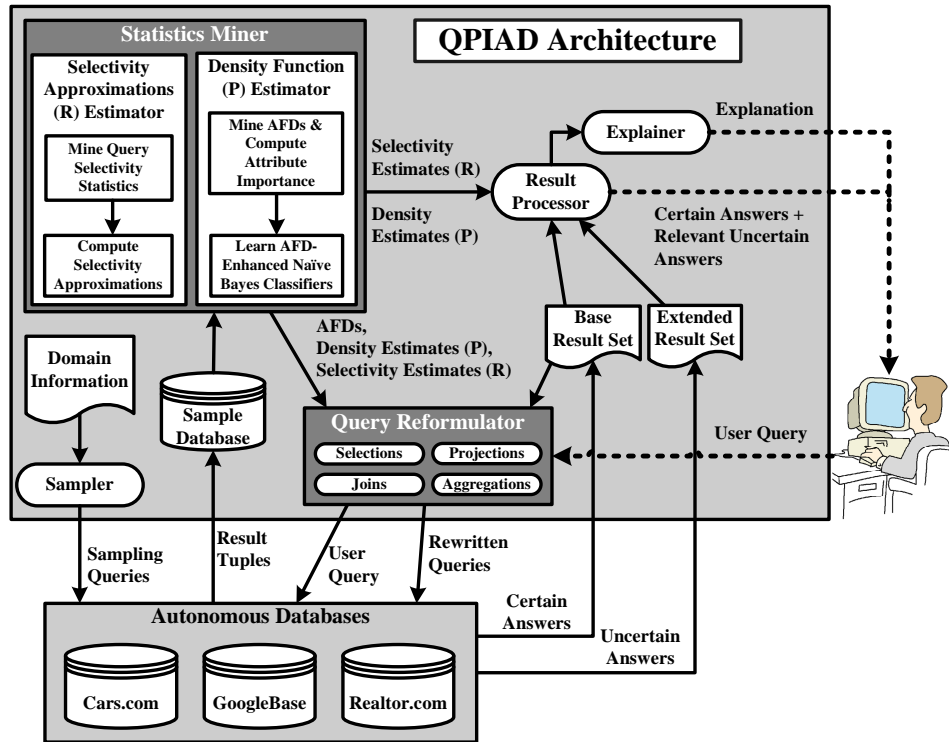 Statistics Miner
QPIAD Architecture
Selectivity
Approximations
(R) Estimator
Mine Query
Selectivity
Statistics
Compute
Selectivity
Approximations
Density Function
(P) Estimator
Mine AFDs &
Compute
Attribute
Importance
Learn AFD-
Enhanced Naïve
Bayes Classifiers
Selectivity
Estimates (R)
Density
Estimates (P)
Explainer
Explanation
Result
Processor
Certain Answers +
Relevant Uncertain
Answers
Base
Result Set
Extended
Result Set
AFDs,
Density Estimates (P),
Selectivity Estimates (R)
Domain
Information
Sample
Database
Sampler
Query Reformulator
Selections
Projections
Joins
Aggregations
User Query
Sampling
Queries
Result
Tuples
User
Query
Rewritten
Queries
Certain
Answers
Uncertain
Answers
Autonomous Databases
Cars.com
GoogleBase
Realtor.com